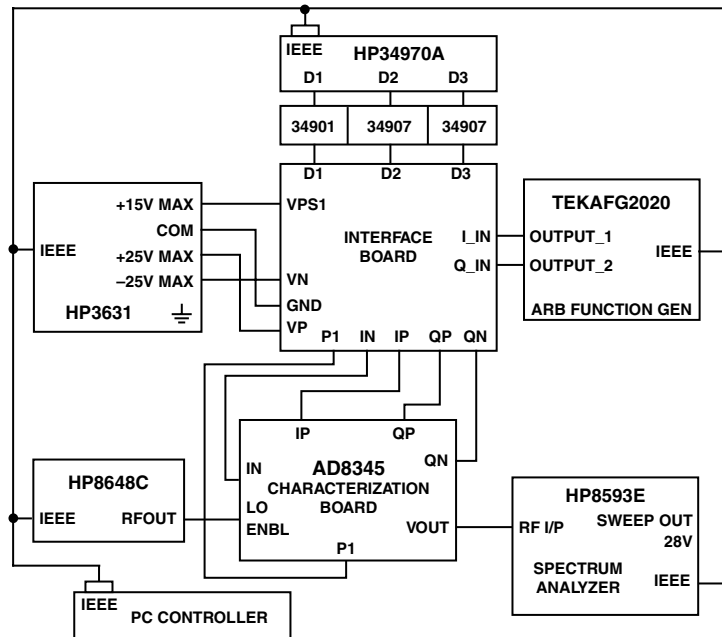 IEEE
HP34970A
D1 D2 D3
34901 34907 34907
D1 D2 D3
+15V MAX
COM
+25V MAX
–25V MAX
IEEE
HP3631
VPS1
VN
GND
VP
INTERFACE
BOARD
I_IN
Q_IN
P1 IN IP QP QN
TEKAFG2020
OUTPUT_1
OUTPUT_2
IEEE
ARB FUNCTION GEN
IP QP
IN
QN
AD8345
CHARACTERIZATION
BOARD
LO
ENBL
VOUT
P1
HP8648C
IEEE RFOUT
HP8593E
RF I/P
SWEEP OUT
28V
SPECTRUM
ANALYZER
IEEE
IEEE
PC CONTROLLER